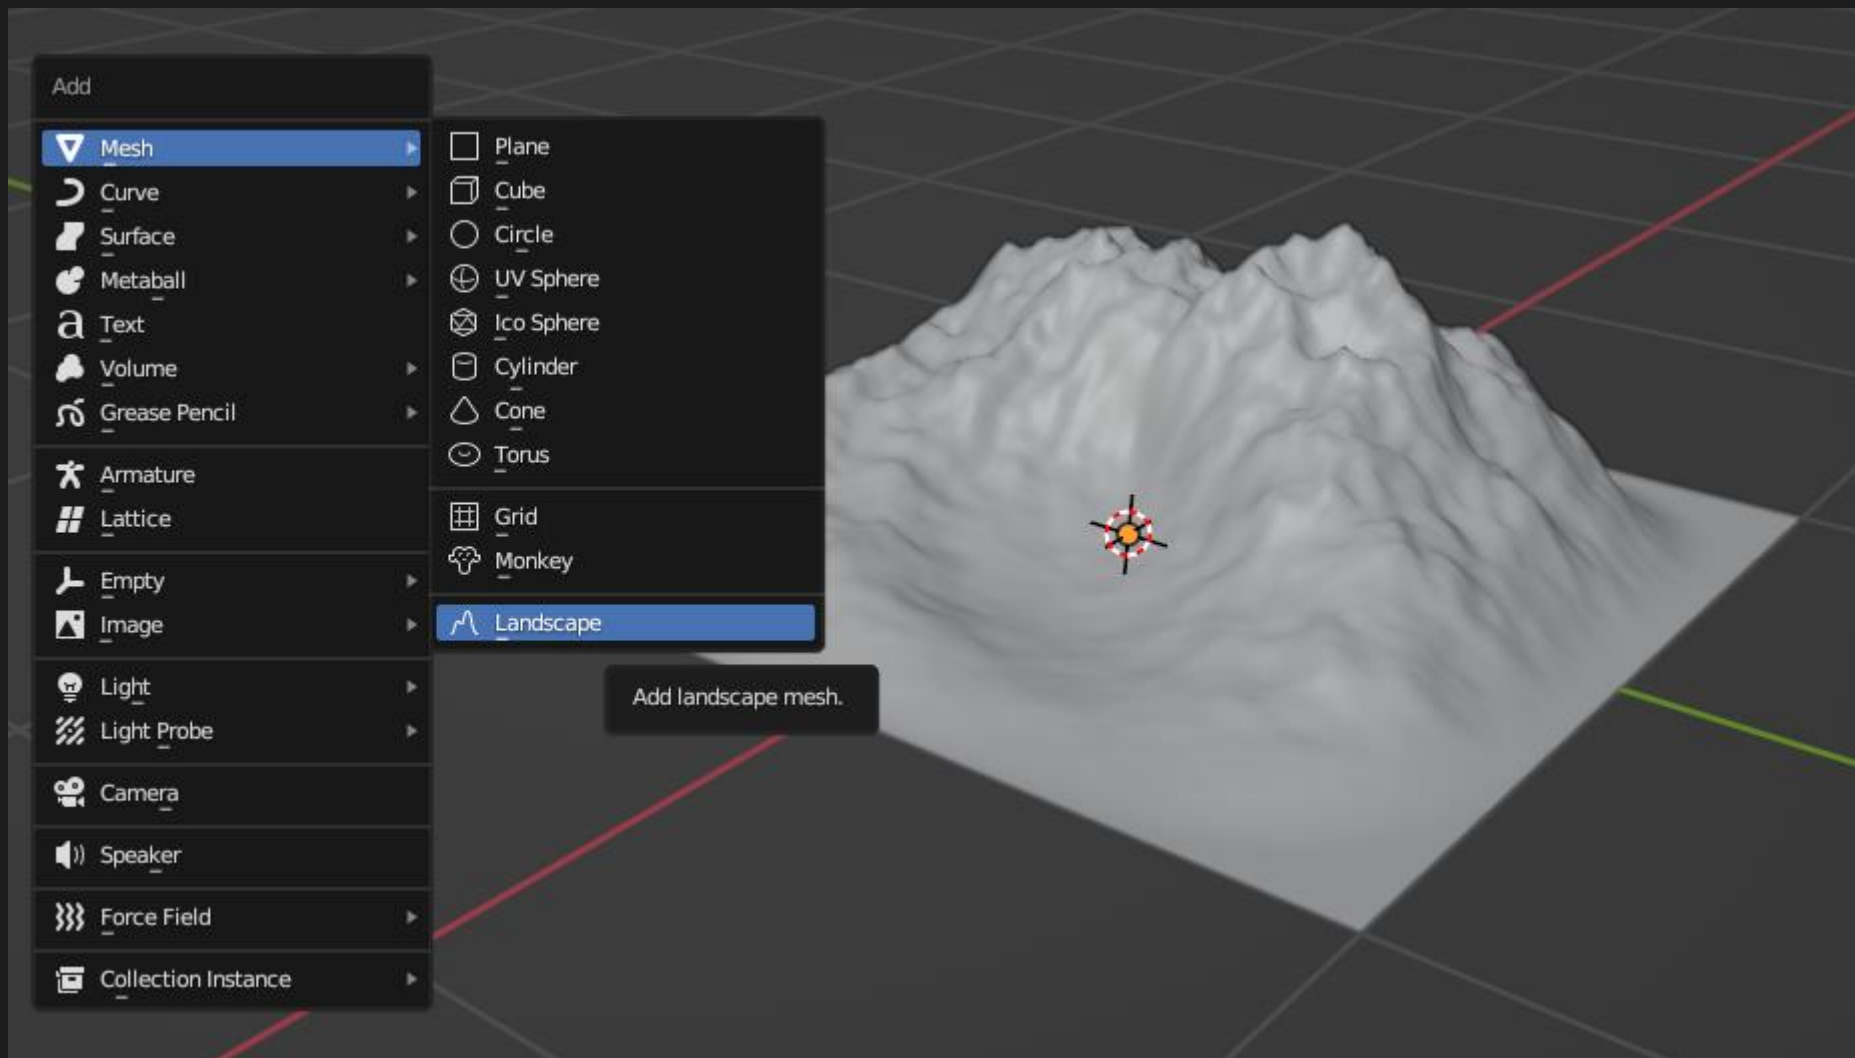 Add
Mesh
Curve
Surface
Metaball
Text
Volume
Grease Pencil
Armature
Lattice
Empty
Image
Light
Light Probe
Camera
Speaker
Force Field
Collection Instance
Plane
Cube
Circle
UV Sphere
Ico Sphere
Cylinder
Cone
Torus
Grid
Monkey
Landscape
Add landscape mesh.